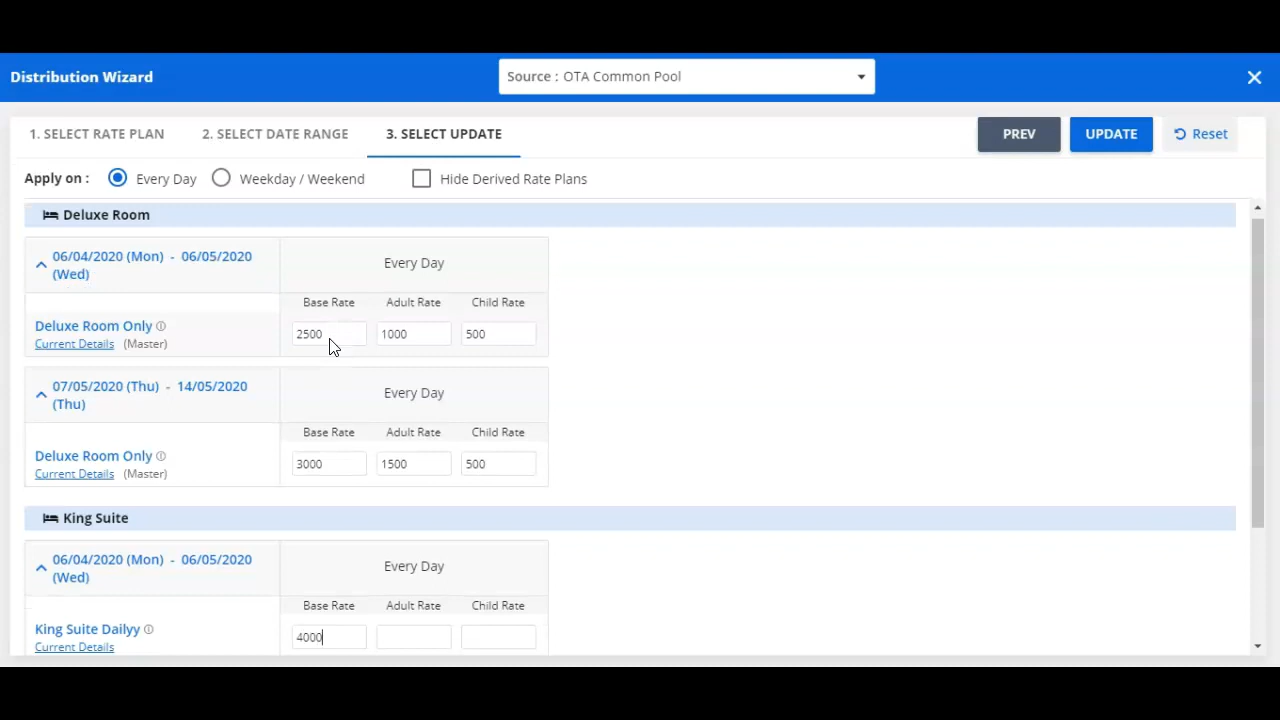 Distribution Wizard
Source : OTA Common Pool
1. SELECT RATE PLAN 2. SELECT DATE RANGE 3. SELECT UPDATE PREV UPDATE Reset
Apply on : Every Day Weekday / Weekend Hide Derived Rate Plans
Deluxe Room
06/04/2020 (Mon) - 06/05/2020
(Wed)
Every Day
Base Rate Adult Rate Child Rate
Deluxe Room Only
2500 1000 500
Current Details (Master)
07/05/2020 (Thu) - 14/05/2020
(Thu)
Every Day
Base Rate Adult Rate Child Rate
Deluxe Room Only
3000 1500 500
Current Details (Master)
King Suite
06/04/2020 (Mon) - 06/05/2020
(Wed)
Every Day
Base Rate Adult Rate Child Rate
King Suite Dailyy
4000
Current Details